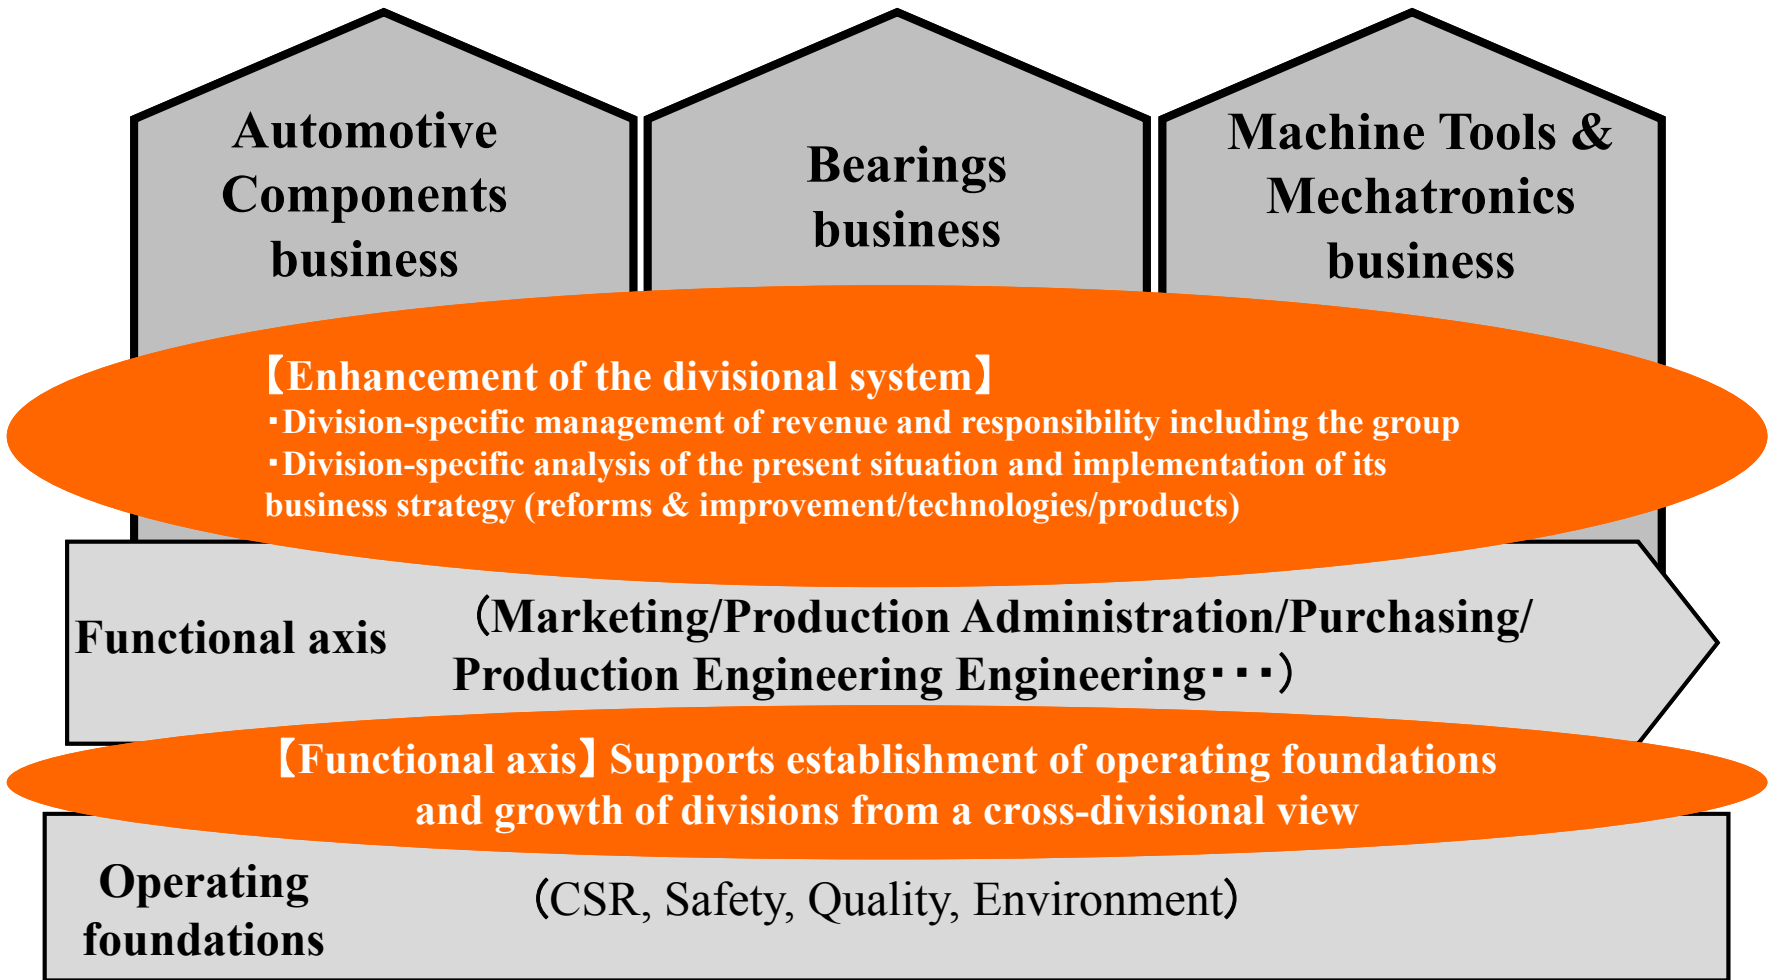 Automotive
Components
business
Bearings
business
Machine Tools &
Mechatronics
business
【Enhancement of the divisional system】
・Division-specific management of revenue and responsibility including the group
・Division-specific analysis of the present situation and implementation of its
business strategy (reforms & improvement/technologies/products)
Functional axis
（Marketing/Production Administration/Purchasing/
Production Engineering Engineering・・・）
【Functional axis】Supports establishment of operating foundations
and growth of divisions from a cross-divisional view
Operating
foundations
（CSR, Safety, Quality, Environment）